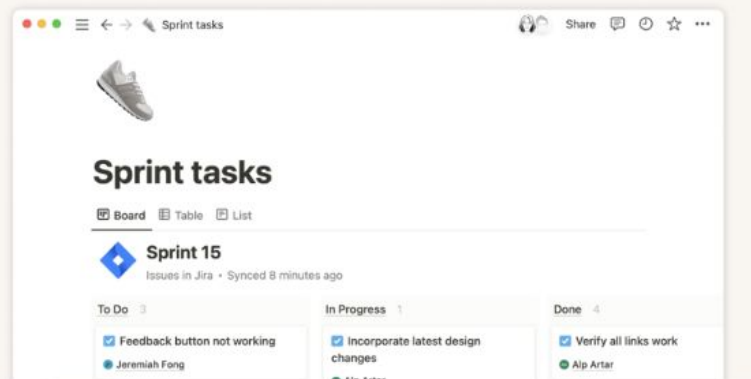 Sprint tasks
Share
Sprint tasks
Board Table List
Sprint 15
Issues in Jira • Synced 8 minutes ago
To Do 3 In Progress 1 Done 4
Feedback button not working
Jeremiah Fong
Incorporate latest design
changes
Alp Artar
Verify all links work
Alp Artar